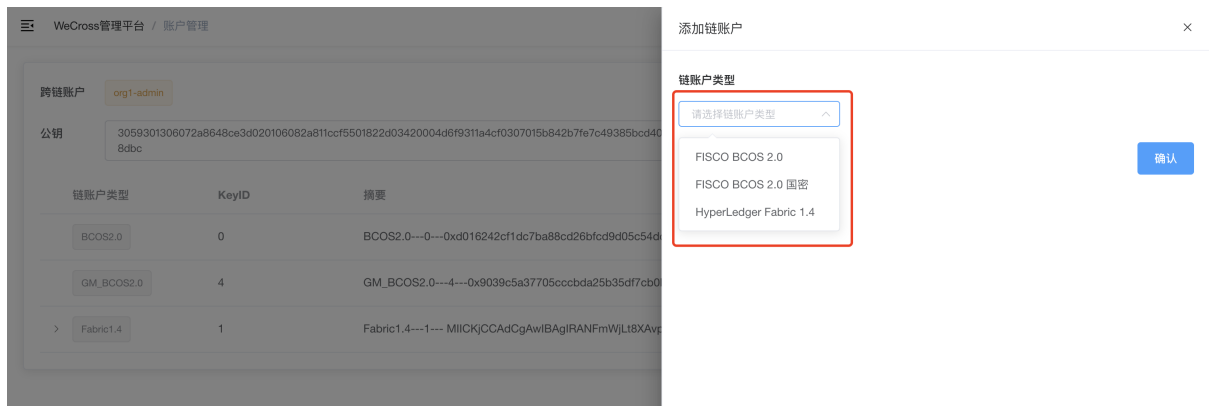 WeCross管理平台 / 账户管理
添加链账户
跨链账户 org1-admin
链账户类型
请选择链账户类型
公钥
3059301306072a8648ce3d020106082a811ccf5501822d03420004d6f9311a4cf0307015b842b7fe7c49385bcd40
8dbc
FISCO BCOS 2.0
FISCO BCOS 2.0 国密
HyperLedger Fabric 1.4
确认
链账户类型 KeyID 摘要
BCOS2.0 0 BCOS2.0---0---0xd016242cf1dc7ba88cd26bfcd9d05c54d
GM_BCOS2.0 4 GM_BCOS2.0---4---0x9039c5a37705cccbda25b35df7cb0
Fabric1.4 1 Fabric1.4---1--- MIICKjCCAdCgAwIBAgIRANFmWjLt8XAvp